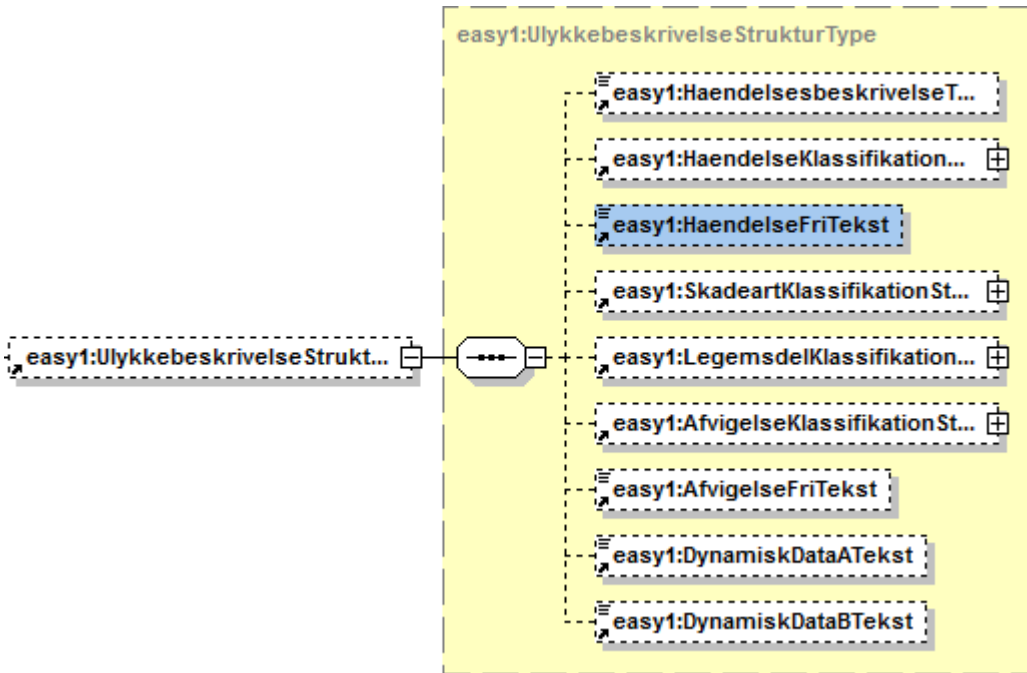 easy1:UlykkebeskrivelseStrukturType
easy1:HaendelsesbeskrivelseT...
easy1:HaendelseKlassifikation...
easy1:HaendelseFriTekst
easy1:SkadeartKlassifikationSt...
easy1:UlykkebeskrivelseStrukt...
easy1:LegemsdelKlassifikation...
easy1:AfvigelseKlassifikationSt...
easy1:AfvigelseFriTekst
easy1:DynamiskDataATekst
easy1:DynamiskDataBTekst